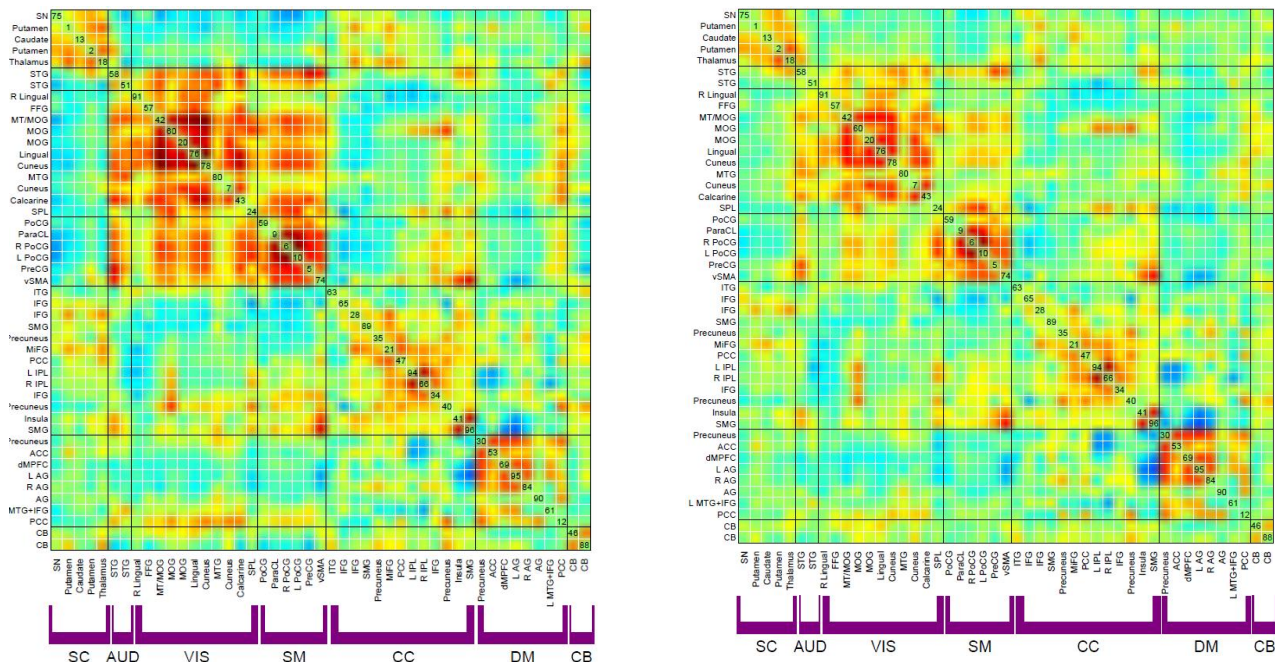 SN 75
Putamen 1
Caudate 13
Putamen 2
Thalamus 18
STG 58
STG 51
R Lingual 91
FFG 57
MT/MOG 42
MOG 60
MOG 20
Lingual 76
Cuneus 78
MTG 80
Cuneus 7
Calcarine 43
SPL 24
PoCG 59
ParaCL 9
R PoCG 6
L PoCG 10
PreCG 5
vSMA 74
ITG 63
IFG 65
IFG 28
SMG 89
Precuneus 35
MiFG 21
PCC 47
L IPL 94
R IPL 66
IFG 34
Precuneus 40
Insula 41
SMG 96
Precuneus 30
ACC 53
dMPFC 69
L AG 95
R AG 84
AG 90
MTG+IFG 61
PCC 12
CB 46
CB 88
SN
Putamen
Caudate
Putamen
Thalamus
STG
STG
R Lingual
FFG
MT/MOG
MOG
MOG
Lingual
Cuneus
MTG
Cuneus
Calcarine
SPL
PoCG
ParaCL
R PoCG
L PoCG
PreCG
vSMA
ITG
IFG
IFG
SMG
Precuneus
MiFG
PCC
L IPL
R IPL
IFG
Precuneus
Insula
SMG
Precuneus
ACC
dMPFC
L AG
R AG
AG
L MTG+IFG
PCC
CB
CB
SC AUD VIS SM CC DM CB
SN 75
Putamen 1
Caudate 13
Putamen 2
Thalamus 18
STG 58
STG 51
R Lingual 91
FFG 57
MT/MOG 42
MOG 60
MOG 20
Lingual 76
Cuneus 78
MTG 80
Cuneus 7
Calcarine 43
SPL 24
PoCG 59
ParaCL 9
R PoCG 6
L PoCG 10
PreCG 5
vSMA 74
ITG 63
IFG 65
IFG 28
SMG 89
Precuneus 35
MiFG 21
PCC 47
L IPL 94
R IPL 66
IFG 34
Precuneus 40
Insula 41
SMG 96
Precuneus 30
ACC 53
dMPFC 69
L AG 95
R AG 84
AG 90
L MTG+IFG 61
PCC 12
CB 46
CB 88
SN
Putamen
Caudate
Putamen
Thalamus
STG
STG
R Lingual
FFG
MT/MOG
MOG
MOG
Lingual
Cuneus
MTG
Cuneus
Calcarine
SPL
PoCG
ParaCL
R PoCG
L PoCG
PreCG
vSMA
ITG
IFG
IFG
SMG
Precuneus
MiFG
PCC
L IPL
R IPL
IFG
Precuneus
Insula
SMG
Precuneus
ACC
dMPFC
L AG
R AG
AG
L MTG+IFG
PCC
CB
CB
SC AUD VIS SM CC DM CB